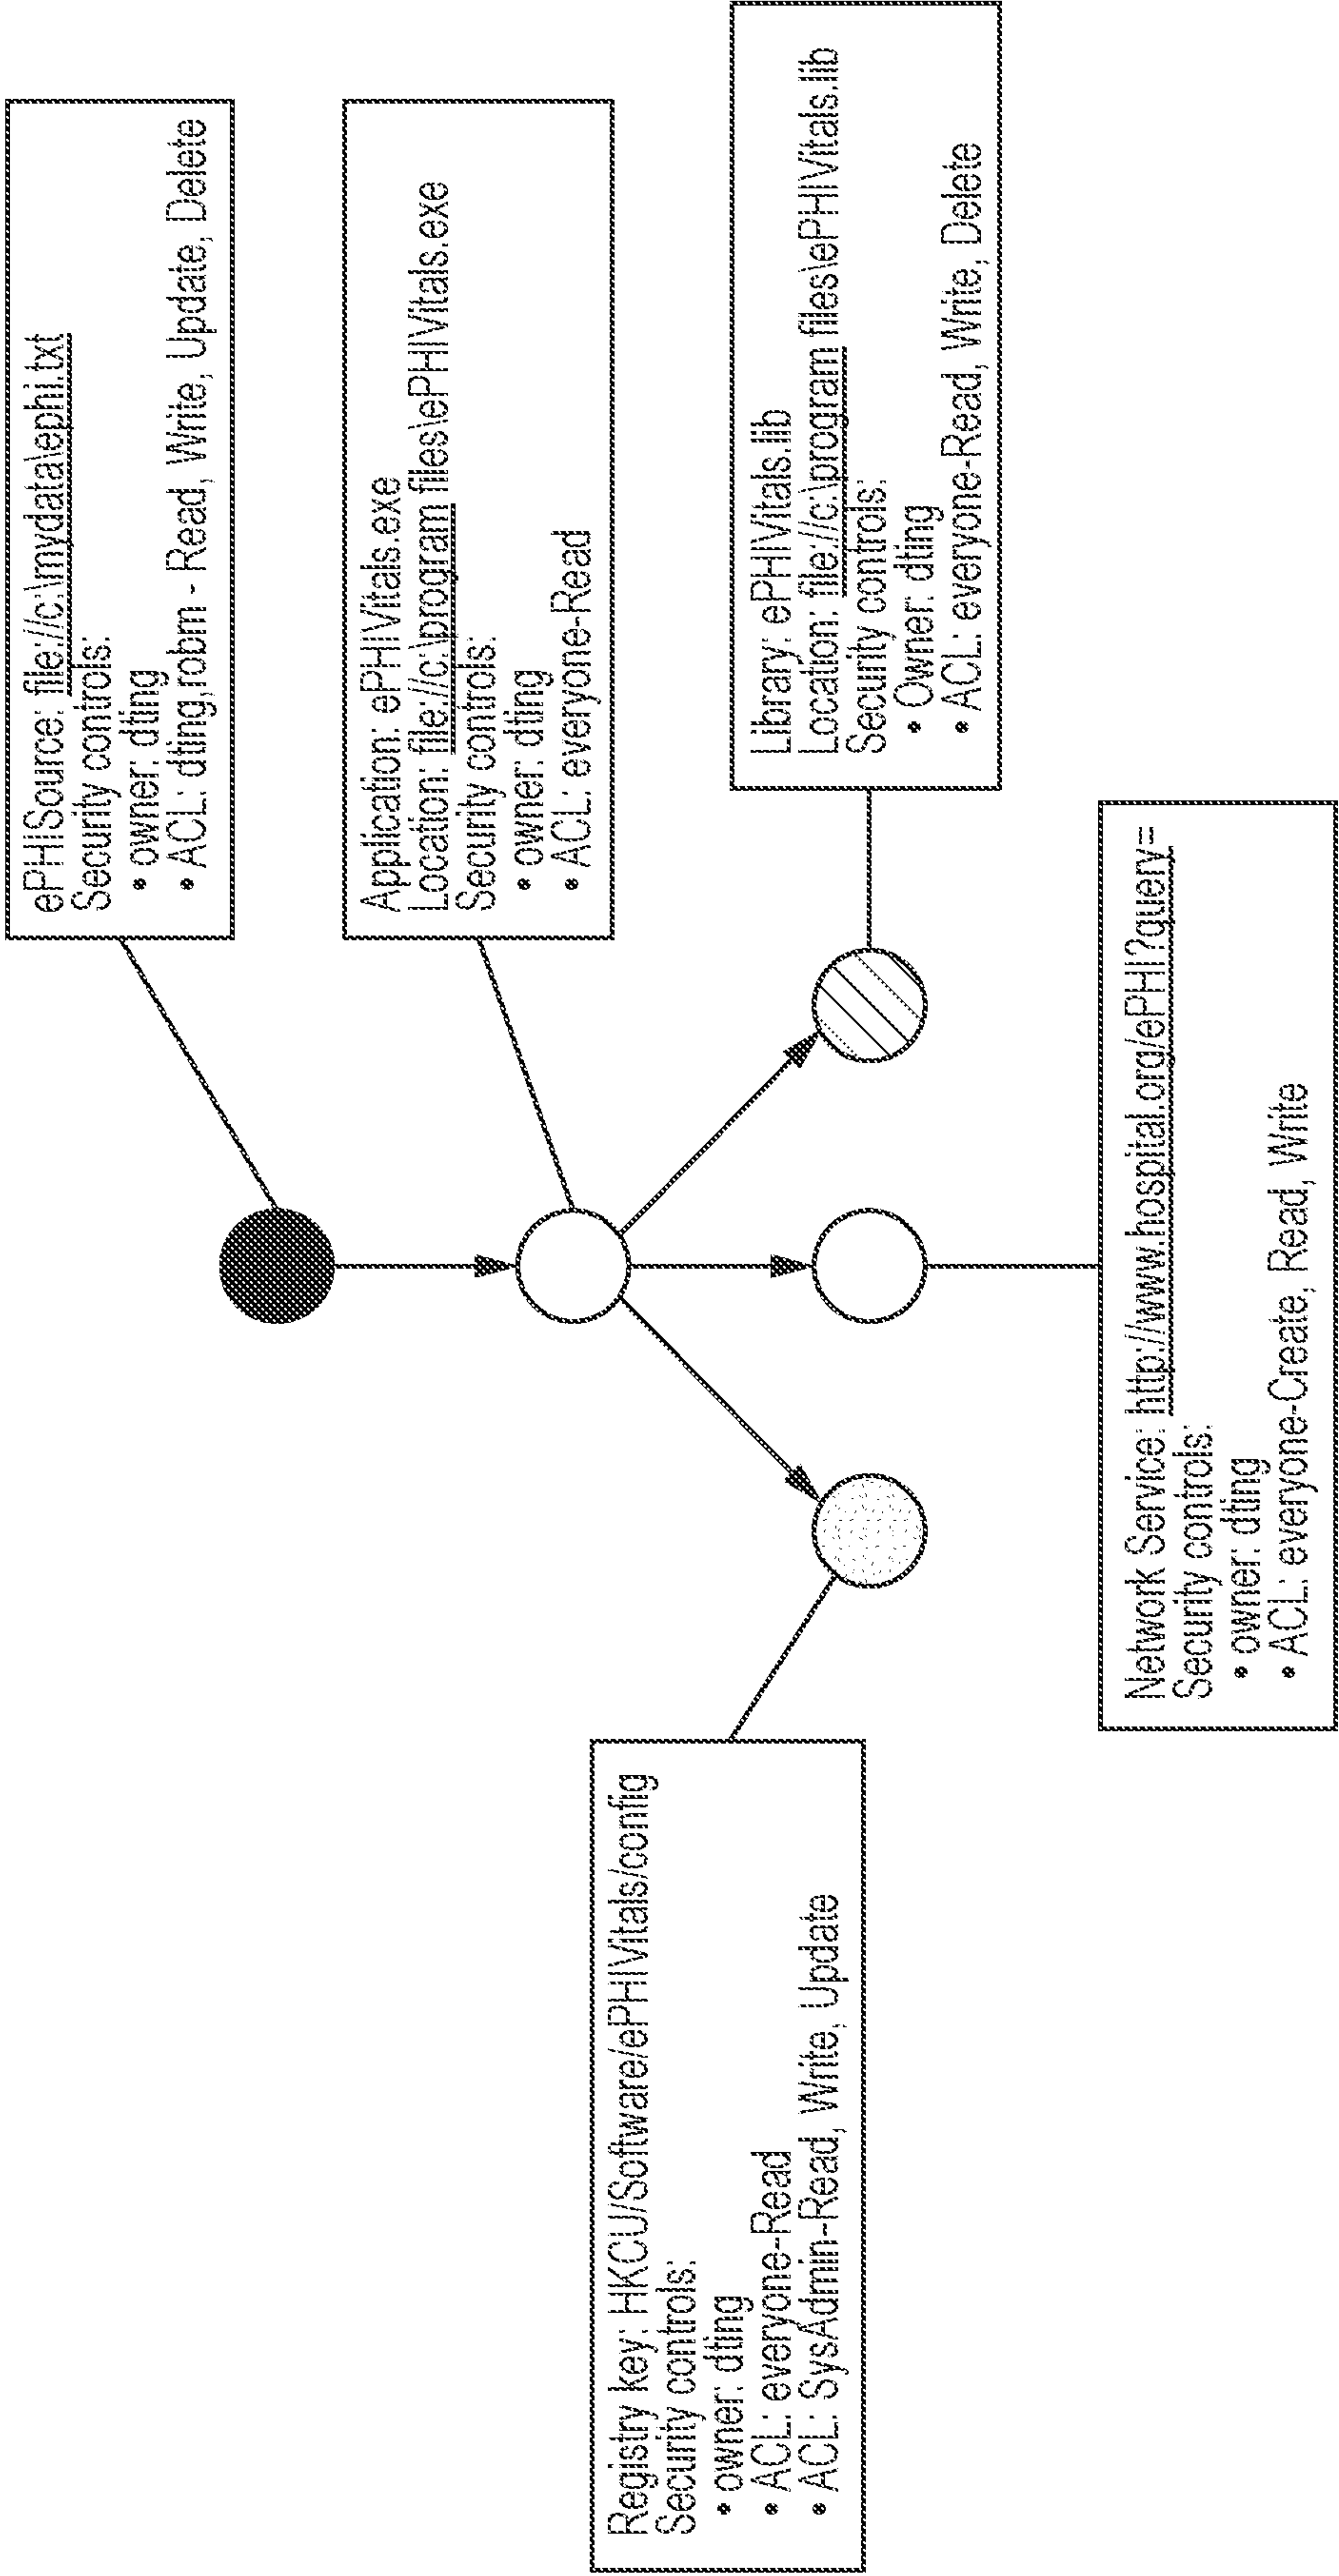 ePHISource: file://c:\mydata\ephi.txt
Security controls:
• owner: dting
• ACL: dting,robm - Read, Write, Update, Delete
Application: ePHIVitals.exe
Location: file://c:\program files\ePHIVitals.exe
Security controls:
• owner: dting
• ACL: everyone-Read
Library: ePHIVitals.lib
Location: file://c:\program files\ePHIVitals.lib
Security controls:
• Owner: dting
• ACL: everyone-Read, Write, Delete
Registry key: HKCU/Software/ePHIVitals/config
Security controls:
• owner: dting
• ACL: everyone-Read
• ACL: SysAdmin-Read, Write, Update
Network Service: http://www.hospital.org/ePHI?query=
Security controls:
• owner: dting
• ACL: everyone-Create, Read, Write